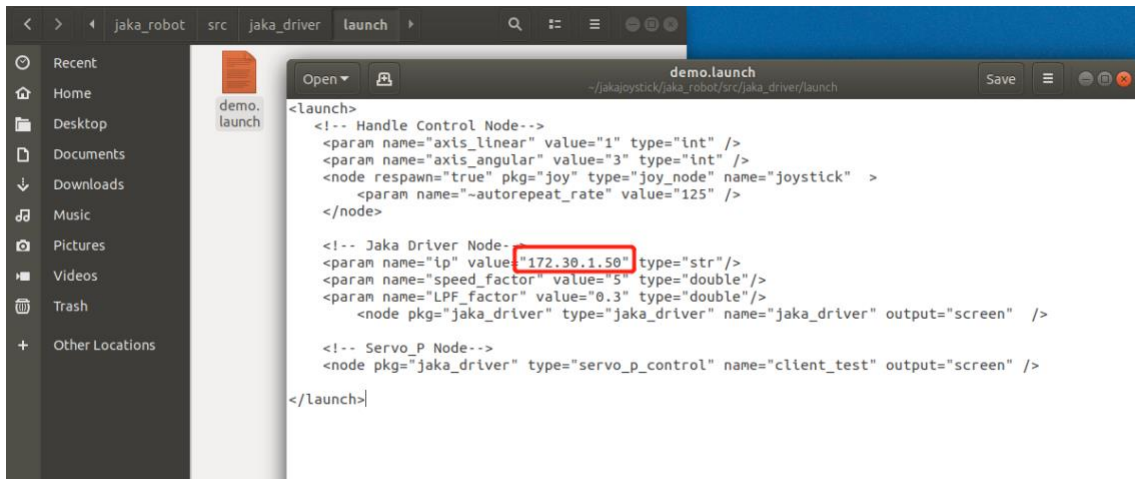 jaka_robot src jaka_driver launch
Recent
Home
Desktop
Documents
Downloads
Music
Pictures
Videos
Trash
Other Locations
demo.
launch
Open
demo.launch
~/jakajoystick/jaka_robot/src/jaka_driver/launch
Save
<launch>
<!-- Handle Control Node-->
<param name="axis_linear" value="1" type="int" />
<param name="axis_angular" value="3" type="int" />
<node respawn="true" pkg="joy" type="joy_node" name="joystick"  >
<param name="~autorepeat_rate" value="125" />
</node>
<!-- Jaka Driver Node-->
<param name="ip" value="172.30.1.50" type="str"/>
<param name="speed_factor" value="5" type="double"/>
<param name="LPF_factor" value="0.3" type="double"/>
<node pkg="jaka_driver" type="jaka_driver" name="jaka_driver" output="screen"  />
<!-- Servo_P Node-->
<node pkg="jaka_driver" type="servo_p_control" name="client_test" output="screen" />
</launch>